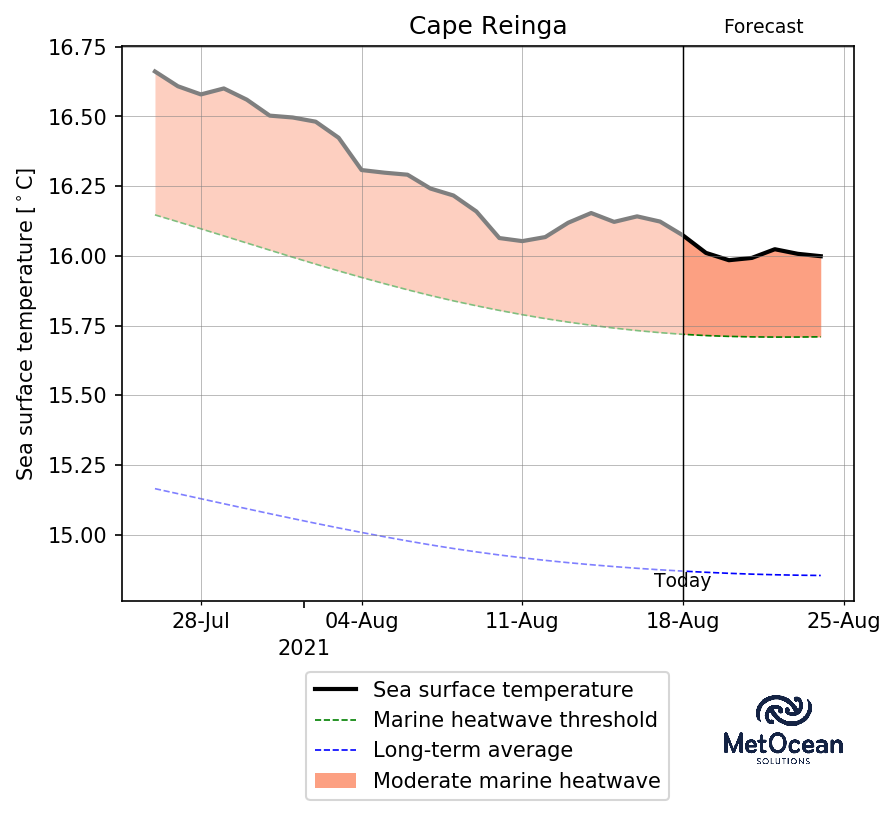 Cape Reinga
Forecast
Sea surface temperature [°C]
16.75
16.50
16.25
16.00
15.75
15.50
15.25
15.00
Today
28-Jul
04-Aug
11-Aug
18-Aug
25-Aug
2021
Sea surface temperature
Marine heatwave threshold
Long-term average
Moderate marine heatwave
MetOcean
SOLUTIONS